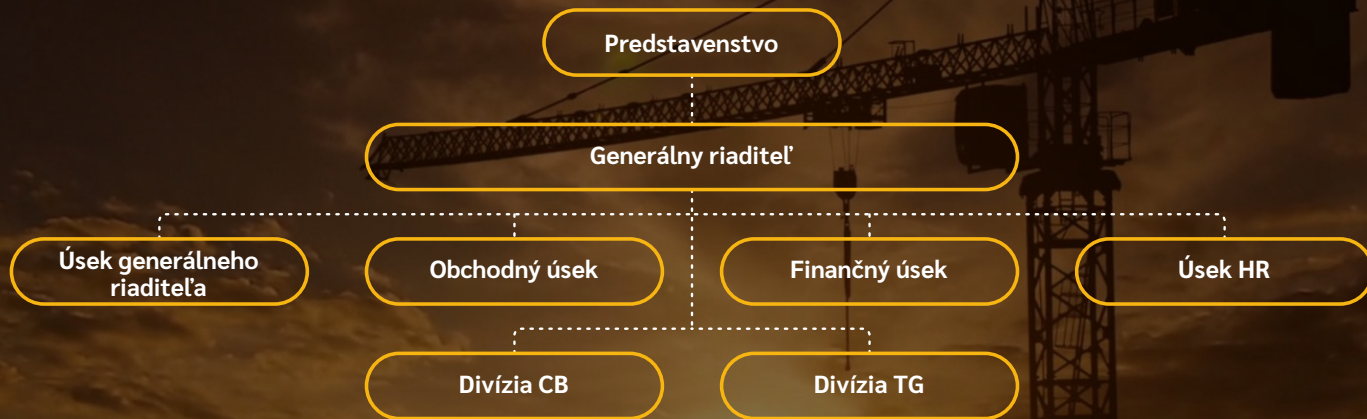 Predstavenstvo
Generálny riaditeľ
Úsek generálneho
riaditeľa
Obchodný úsek
Finančný úsek
Úsek HR
Divízia CB
Divízia TG